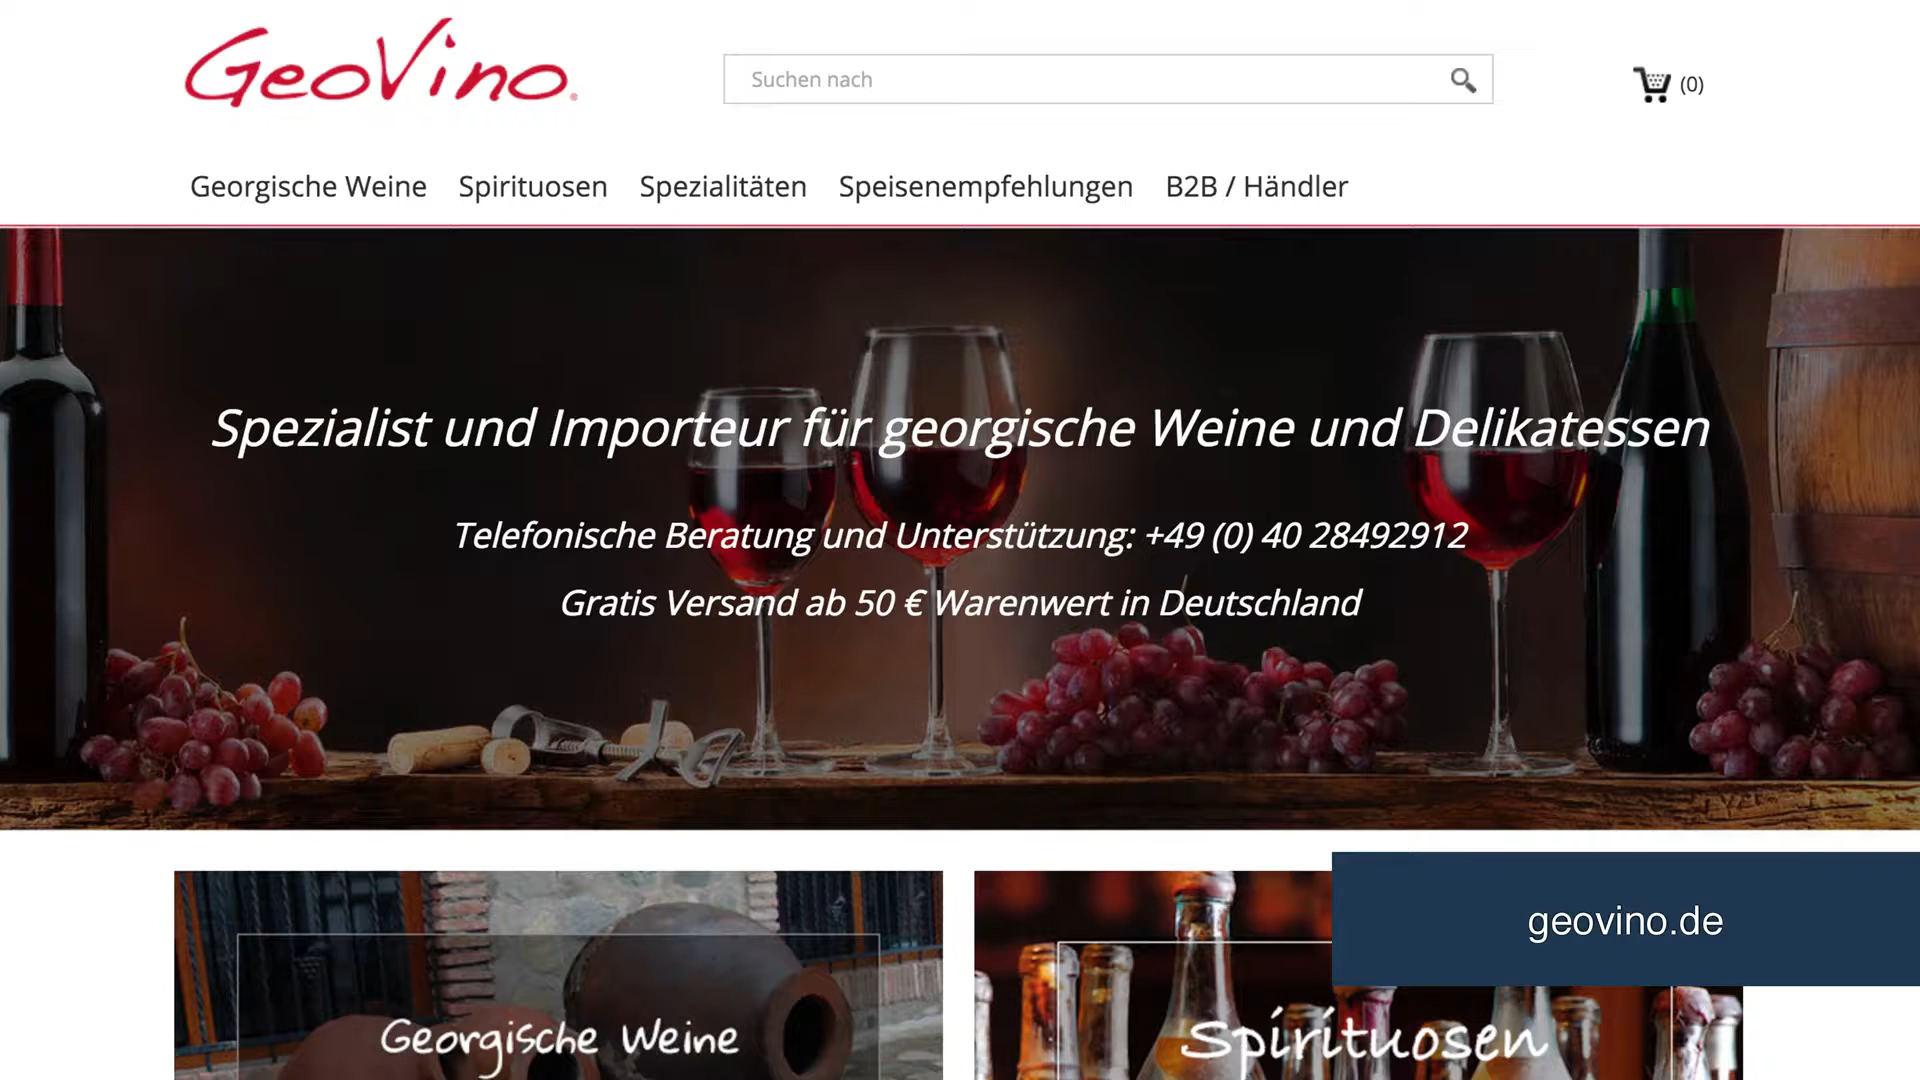 GeoVino
Suchen nach
(0)
Georgische Weine Spirituosen Spezialitäten Speisenempfehlungen B2B / Händler
Spezialist und Importeur für georgische Weine und Delikatessen
Telefonische Beratung und Unterstützung: +49 (0) 40 28492912
Gratis Versand ab 50 € Warenwert in Deutschland
geovino.de
Georgische Weine
Spirituosen